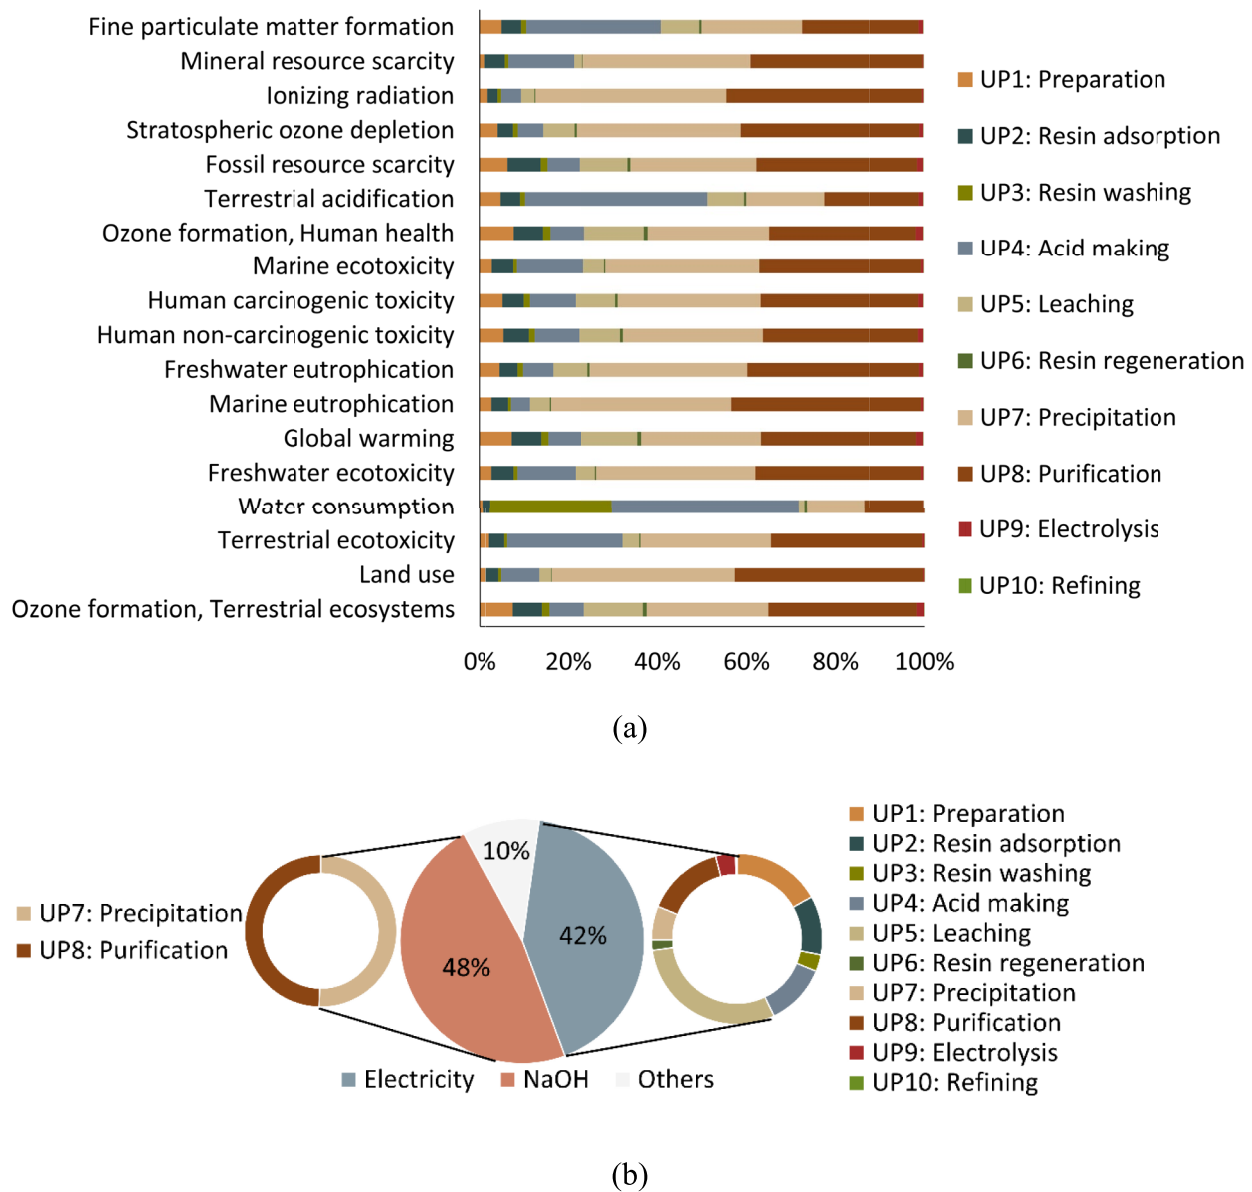 Fine particulate matter formation
Mineral resource scarcity
Ionizing radiation
Stratospheric ozone depletion
Fossil resource scarcity
Terrestrial acidification
Ozone formation, Human health
Marine ecotoxicity
Human carcinogenic toxicity
Human non-carcinogenic toxicity
Freshwater eutrophication
Marine eutrophication
Global warming
Freshwater ecotoxicity
Water consumption
Terrestrial ecotoxicity
Land use
Ozone formation, Terrestrial ecosystems
0% 20% 40% 60% 80% 100%
UP1: Preparation
UP2: Resin adsorption
UP3: Resin washing
UP4: Acid making
UP5: Leaching
UP6: Resin regeneration
UP7: Precipitation
UP8: Purification
UP9: Electrolysis
UP10: Refining
(a)
UP7: Precipitation
UP8: Purification
10%
42%
48%
Electricity NaOH Others
UP1: Preparation
UP2: Resin adsorption
UP3: Resin washing
UP4: Acid making
UP5: Leaching
UP6: Resin regeneration
UP7: Precipitation
UP8: Purification
UP9: Electrolysis
UP10: Refining
(b)